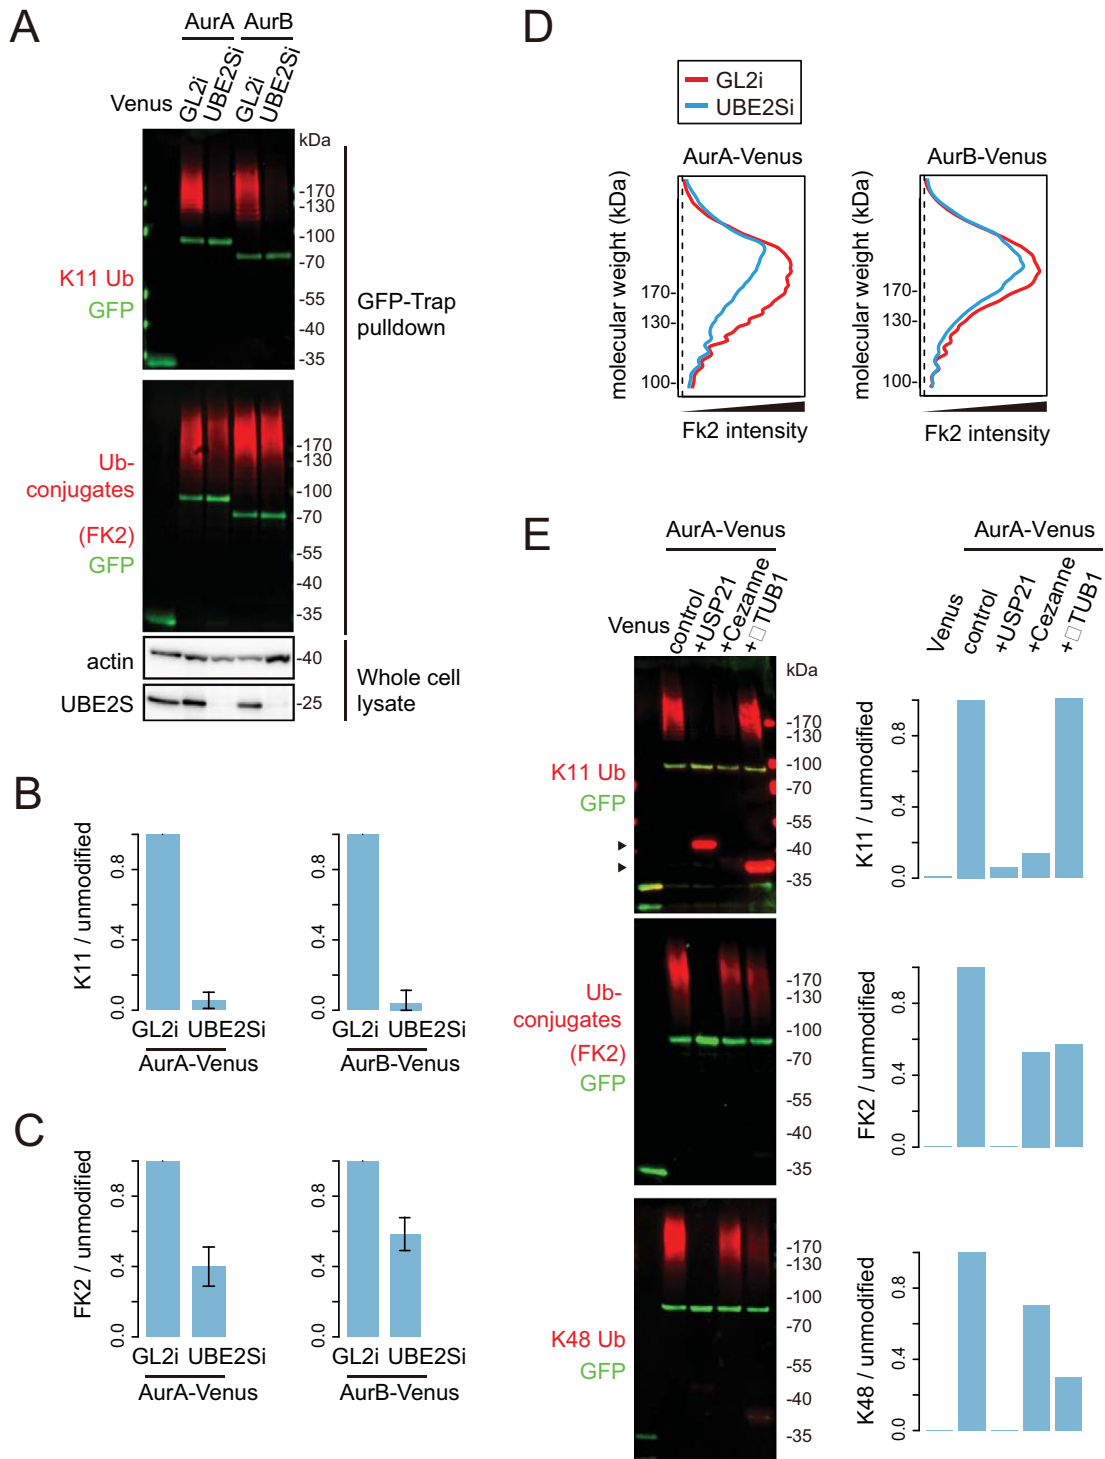 A
AurA AurB
Venus GL2i UBE2Si GL2i UBE2Si
kDa
-170
-130
-100
-70
-55
-40
-35
K11 Ub
GFP
GFP-Trap
pulldown
Ub-
conjugates
(FK2)
GFP
-170
-130
-100
-70
-55
-40
-35
actin
-40
UBE2S
-25
Whole cell
lysate
B
K11 / unmodified
0.8
0.4
0.0
GL2i UBE2Si
AurA-Venus
0.8
0.4
0.0
GL2i UBE2Si
AurB-Venus
C
FK2 / unmodified
0.8
0.4
0.0
GL2i UBE2Si
AurA-Venus
0.8
0.4
0.0
GL2i UBE2Si
AurB-Venus
D
GL2i
UBE2Si
AurA-Venus
molecular weight (kDa)
170-
130-
100-
Fk2 intensity
AurB-Venus
molecular weight (kDa)
170-
130-
100-
Fk2 intensity
E
AurA-Venus
Venus control +USP21 +Cezanne +□TUB1
kDa
-170
-130
-100
-70
-55
-40
-35
K11 Ub
GFP
Ub-
conjugates
(FK2)
GFP
-170
-130
-100
-70
-55
-40
-35
K48 Ub
GFP
-170
-130
-100
-70
-55
-40
-35
AurA-Venus
Venus control +USP21 +Cezanne +□TUB1
K11 / unmodified
0.8
0.4
0.0
FK2 / unmodified
0.8
0.4
0.0
K48 / unmodified
0.8
0.4
0.0